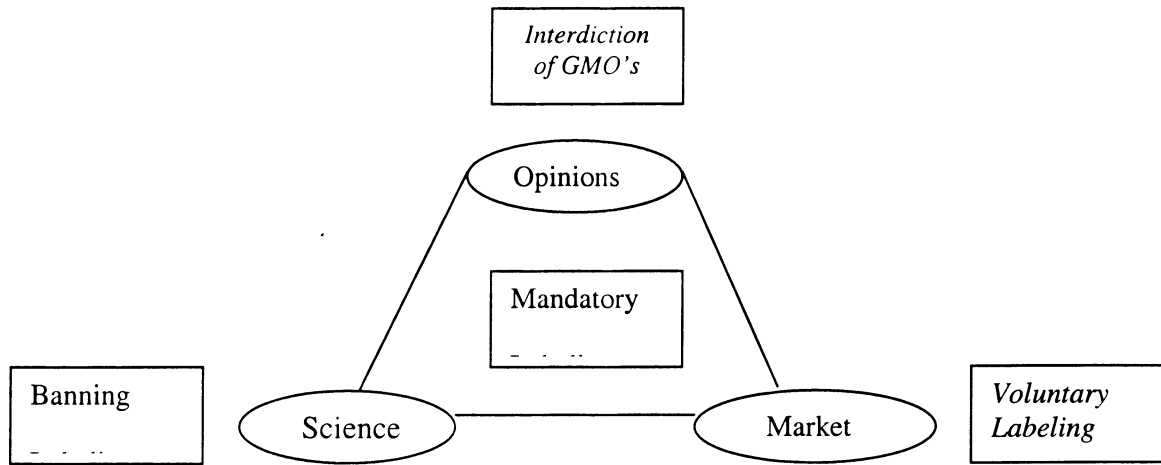 Interdiction
of GMO's
Opinions
Mandatory
Banning
Science
Market
Voluntary
Labeling